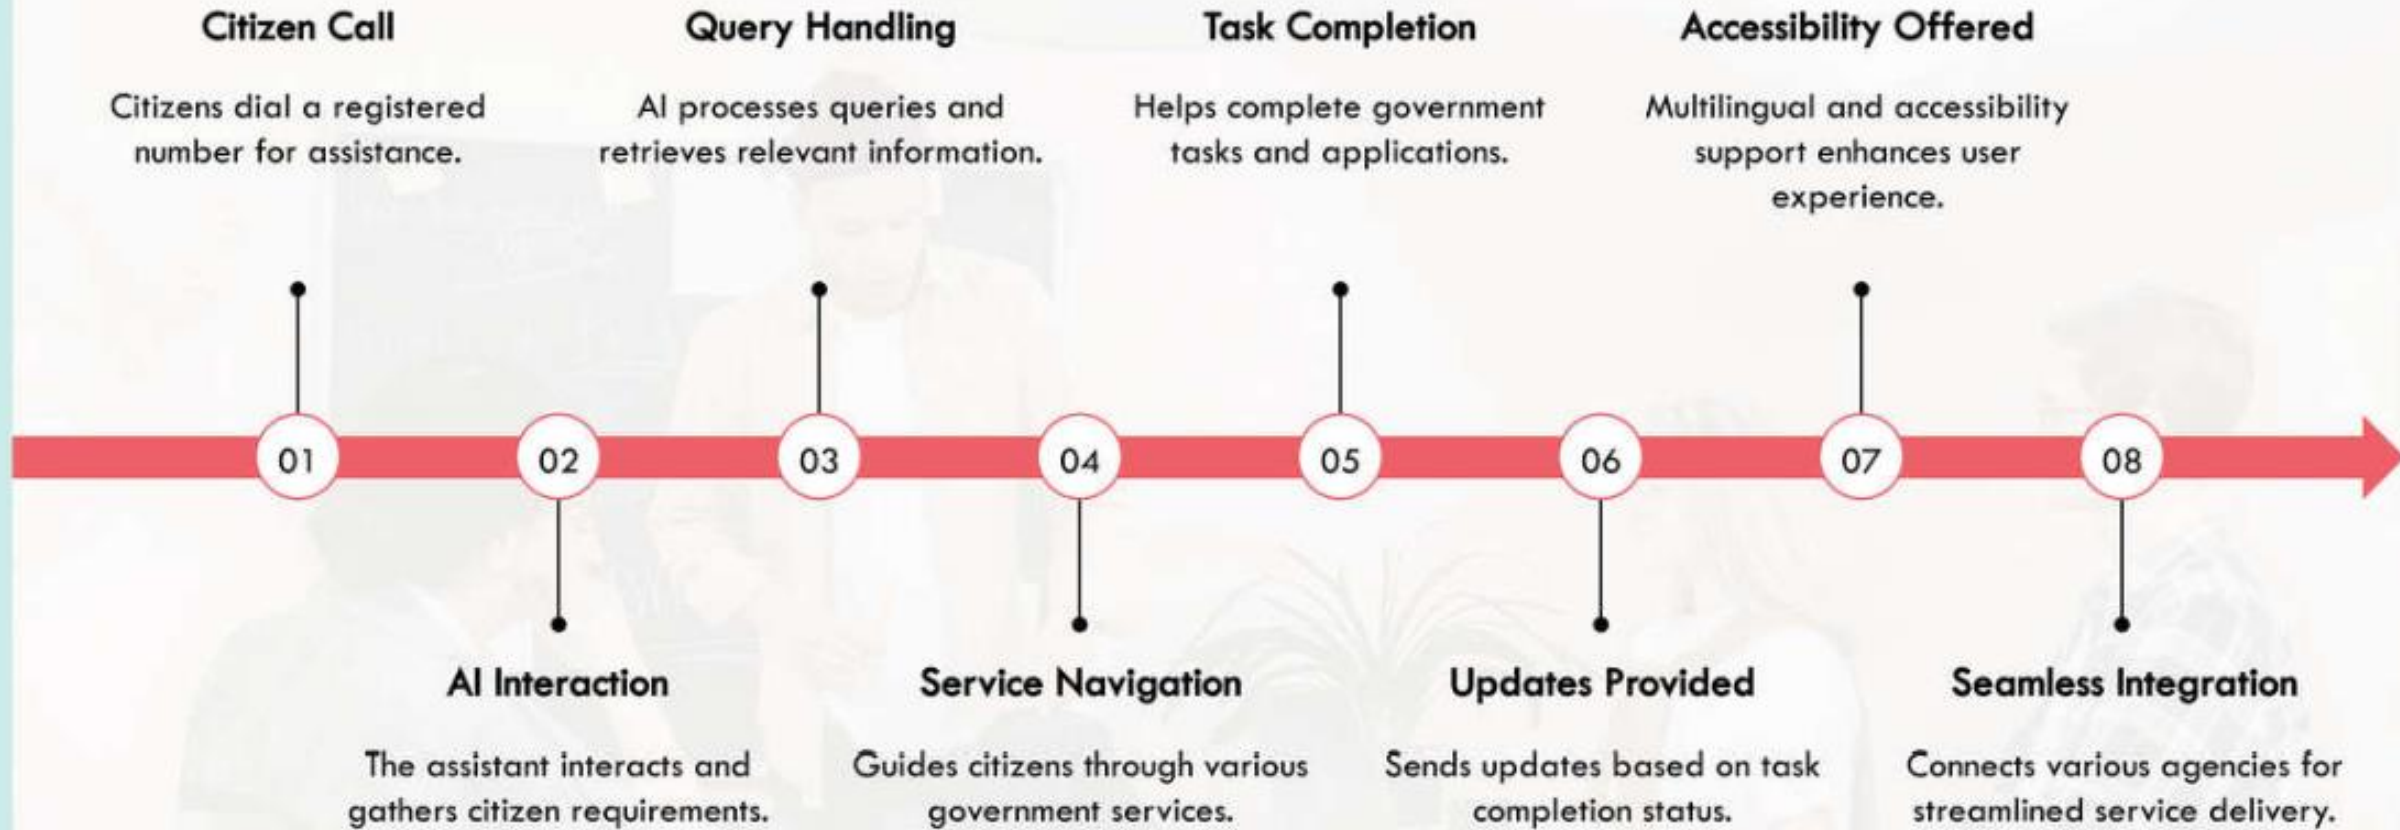 Citizen Call
Citizens dial a registered
number for assistance.
Query Handling
AI processes queries and
retrieves relevant information.
Task Completion
Helps complete government
tasks and applications.
Accessibility Offered
Multilingual and accessibility
support enhances user
experience.
01
02
03
04
05
06
07
08
AI Interaction
The assistant interacts and
gathers citizen requirements.
Service Navigation
Guides citizens through various
government services.
Updates Provided
Sends updates based on task
completion status.
Seamless Integration
Connects various agencies for
streamlined service delivery.